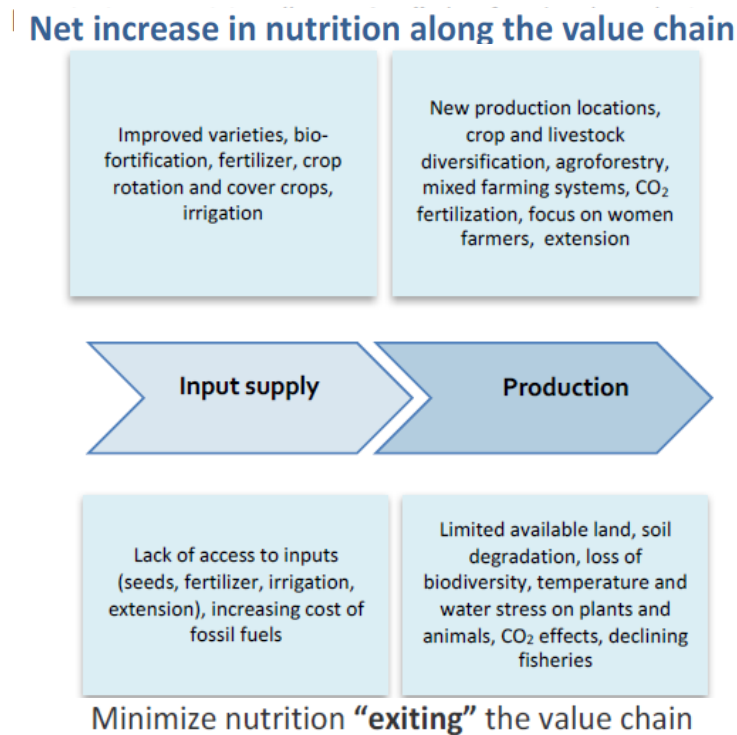 Net increase in nutrition along the value chain
Improved varieties, bio-
fortification, fertilizer, crop
rotation and cover crops,
irrigation
New production locations,
crop and livestock
diversification, agroforestry,
mixed farming systems, CO₂
fertilization, focus on women
farmers, extension
Input supply
Production
Lack of access to inputs
(seeds, fertilizer, irrigation,
extension), increasing cost of
fossil fuels
Limited available land, soil
degradation, loss of
biodiversity, temperature and
water stress on plants and
animals, CO₂ effects, declining
fisheries
Minimize nutrition “exiting” the value chain